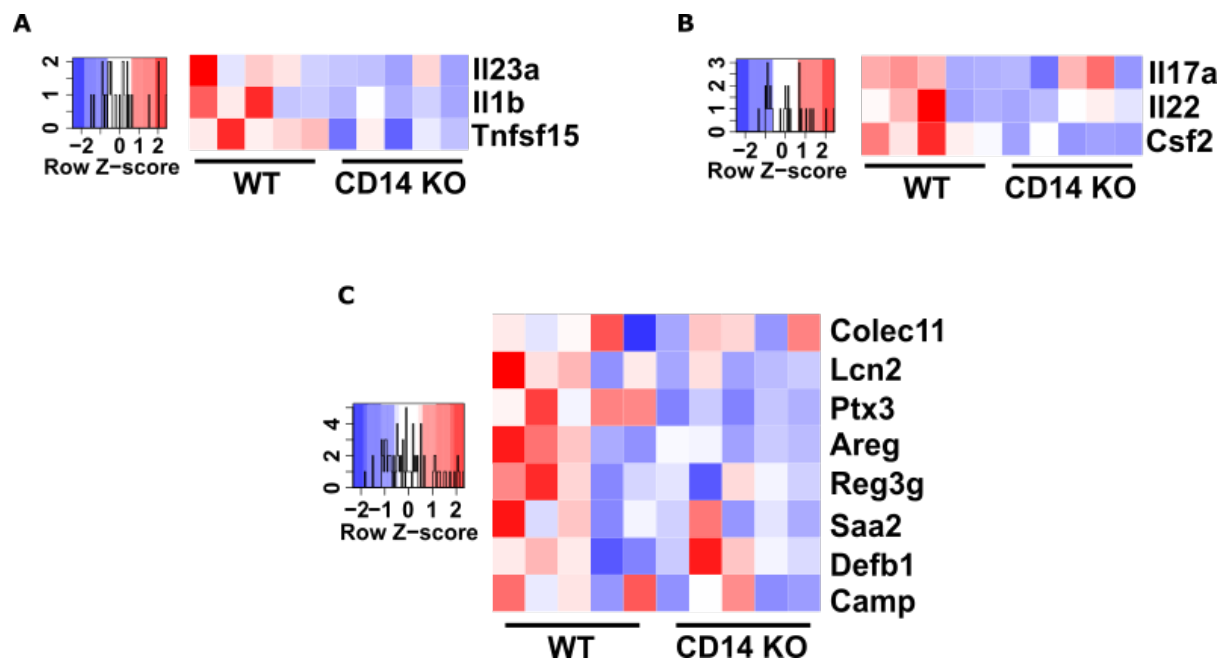 A
2
1
0
−2 0 1 2
Row Z−score
Il23a
Il1b
Tnfsf15
WT
CD14 KO
B
3
2
1
0
−2 0 1 2
Row Z−score
Il17a
Il22
Csf2
WT
CD14 KO
C
4
2
0
−2−1 0 1 2
Row Z−score
Colec11
Lcn2
Ptx3
Areg
Reg3g
Saa2
Defb1
Camp
WT
CD14 KO